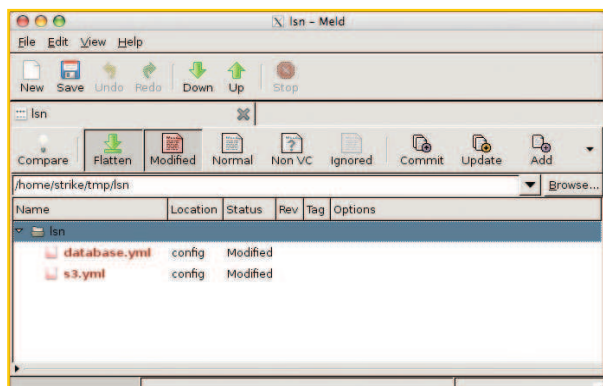 lsn – Meld
File Edit View Help
New Save Undo Redo Down Up Stop
lsn
Compare Flatten Modified Normal Non VC Ignored Commit Update Add
/home/strike/tmp/lsn Browse...
Name Location Status Rev Tag Options
lsn
database.yml config Modified
s3.yml config Modified